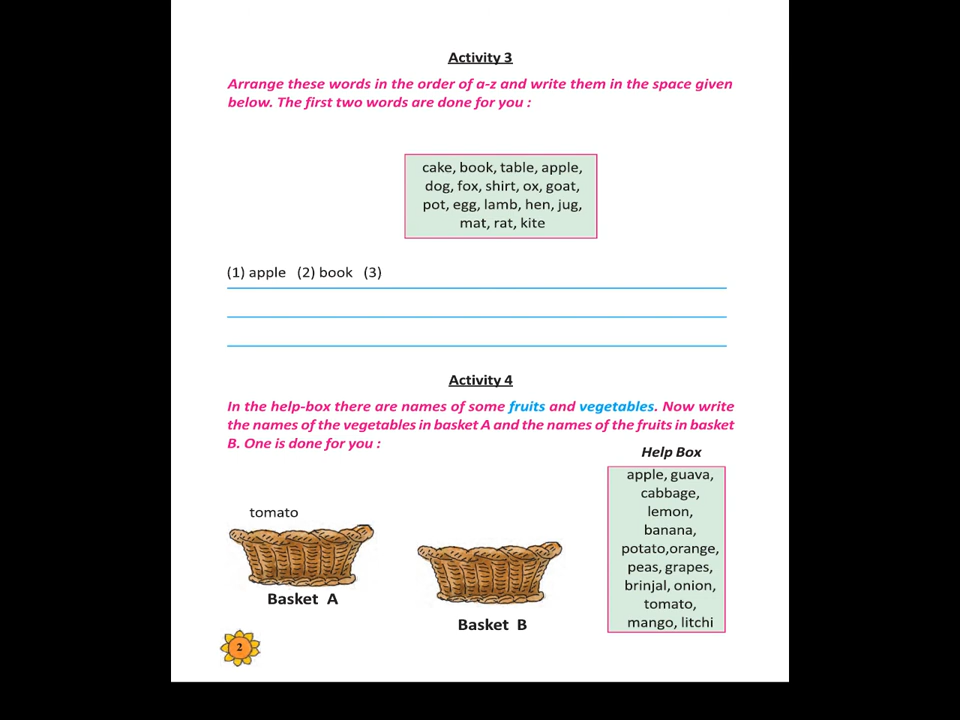 Activity 3
Arrange these words in the order of a-z and write them in the space given
below. The first two words are done for you :
cake, book, table, apple,
dog, fox, shirt, ox, goat,
pot, egg, lamb, hen, jug,
mat, rat, kite
(1) apple (2) book (3)
Activity 4
In the help-box there are names of some fruits and vegetables. Now write
the names of the vegetables in basket A and the names of the fruits in basket
B. One is done for you :
Help Box
apple, guava,
cabbage,
lemon,
banana,
potato,orange,
peas, grapes,
brinjal, onion,
tomato,
mango, litchi
tomato
Basket A
Basket B
2